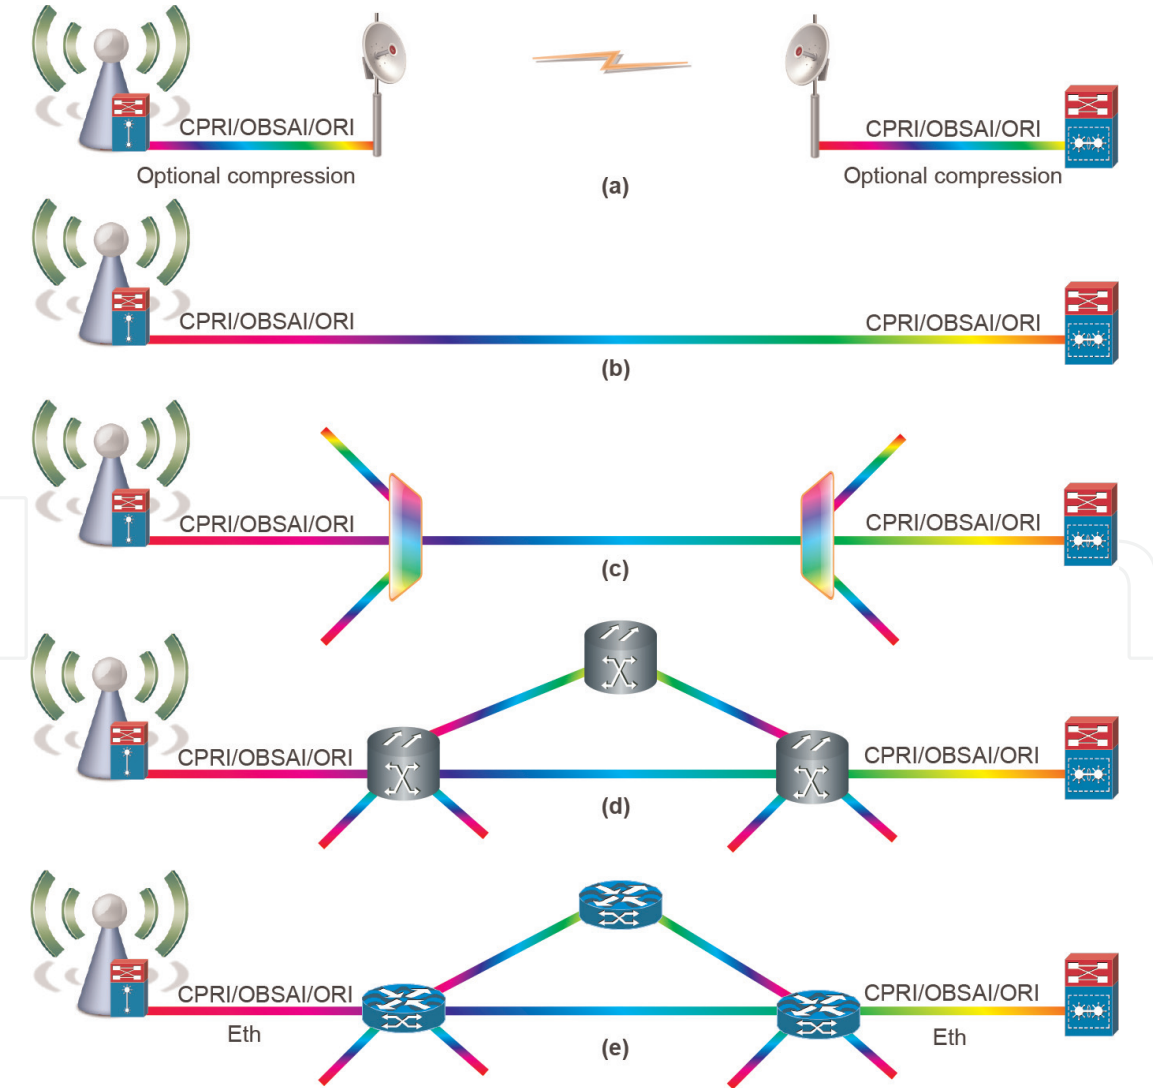 CPRI/OBSAI/ORI CPRI/OBSAI/ORI
Optional compression Optional compression
(a)
CPRI/OBSAI/ORI CPRI/OBSAI/ORI
(b)
CPRI/OBSAI/ORI CPRI/OBSAI/ORI
(c)
CPRI/OBSAI/ORI CPRI/OBSAI/ORI
(d)
CPRI/OBSAI/ORI CPRI/OBSAI/ORI
Eth Eth
(e)